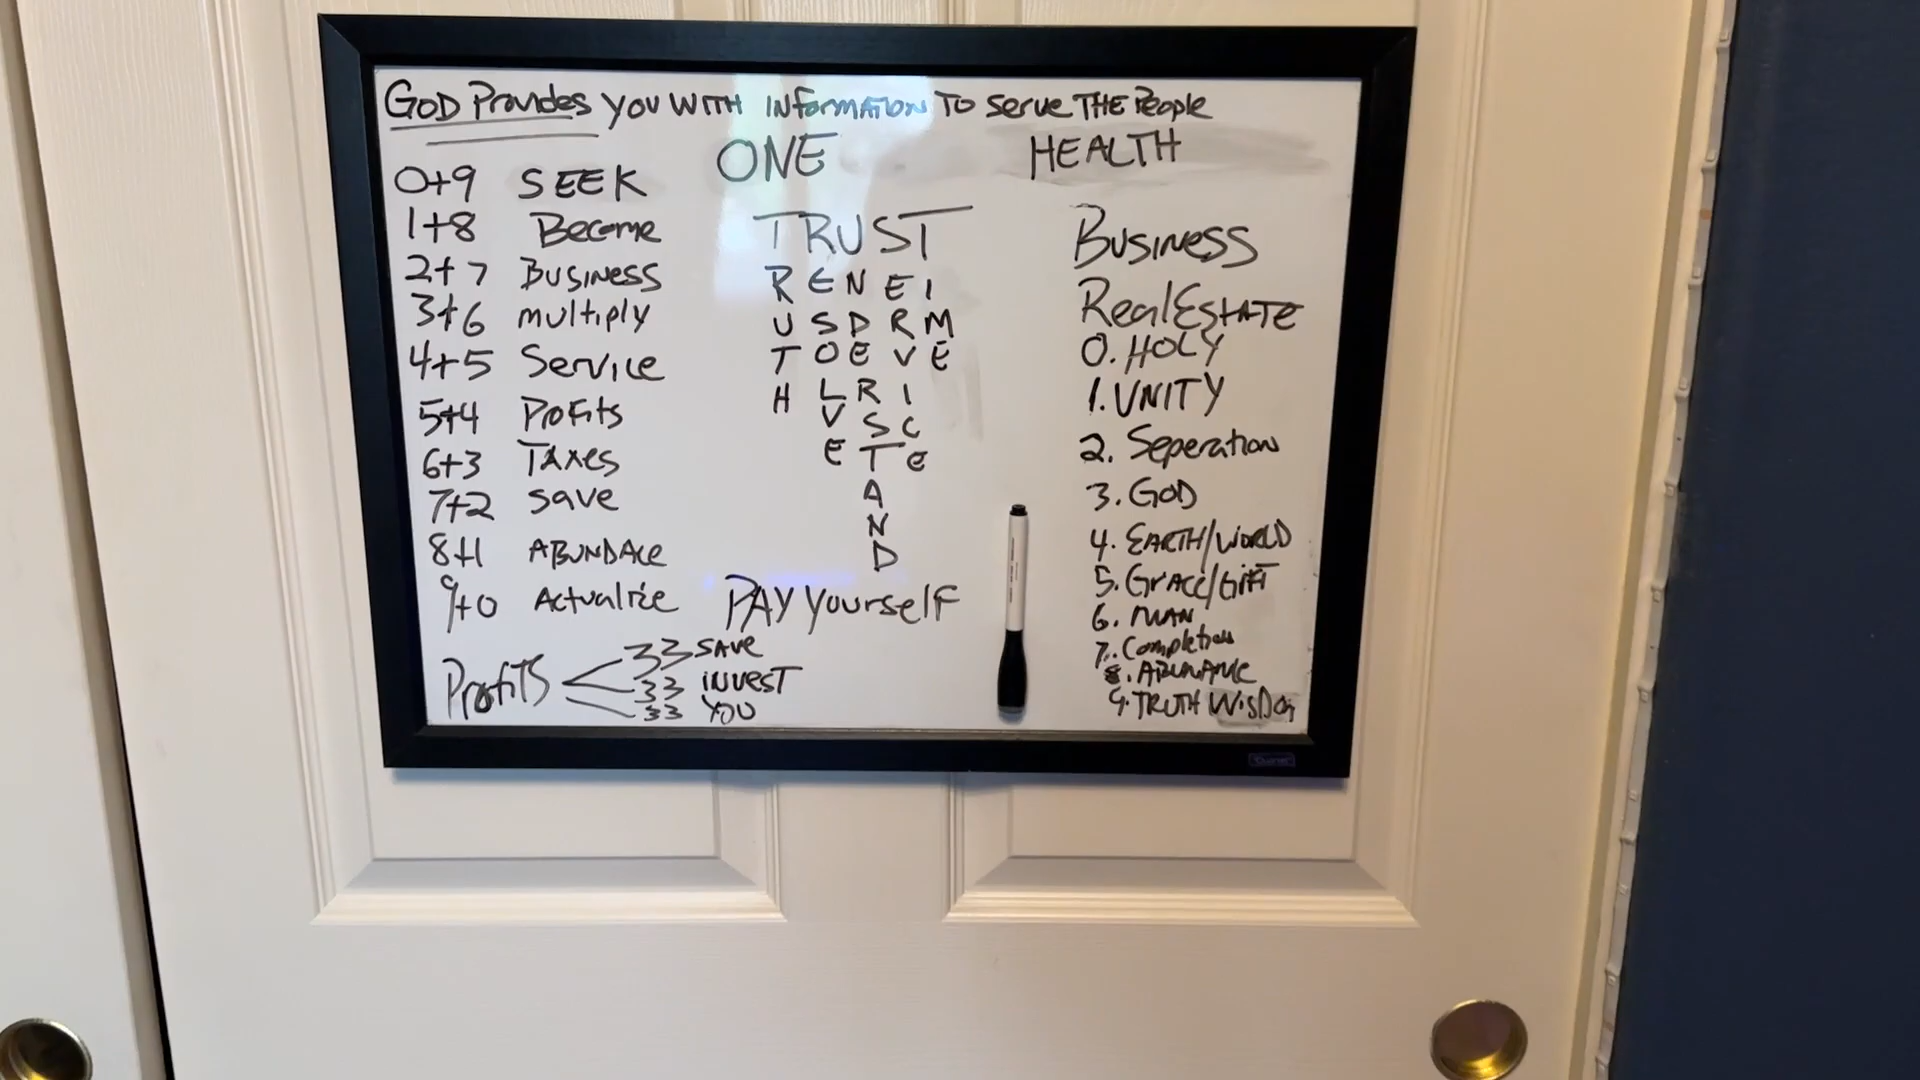 GOD Provides YOU WITH INformATION TO Serve THE People
ONE
HEALTH
0+9 SEEK
1+8 Become
2+7 BUSINESS
3+6 multiply
4+5 Service
5+4 Profits
6+3 TAXES
7+2 save
8+1 ABUNDACE
9+0 Actualize
TRUST
R E N E I
U S D R M
T O E V E
H L R I
V S C
E T E
A
N
D
PAY Yourself
Profits
33 SAVE
33 INVEST
33 YOU
BUSINESS
RealEstATE
0. HOLY
1. UNITY
2. Seperation
3. GOD
4. EARTH/WORLD
5. Grace/GiFT
6. MAN
7. Completion
9. TRUTH WisDom